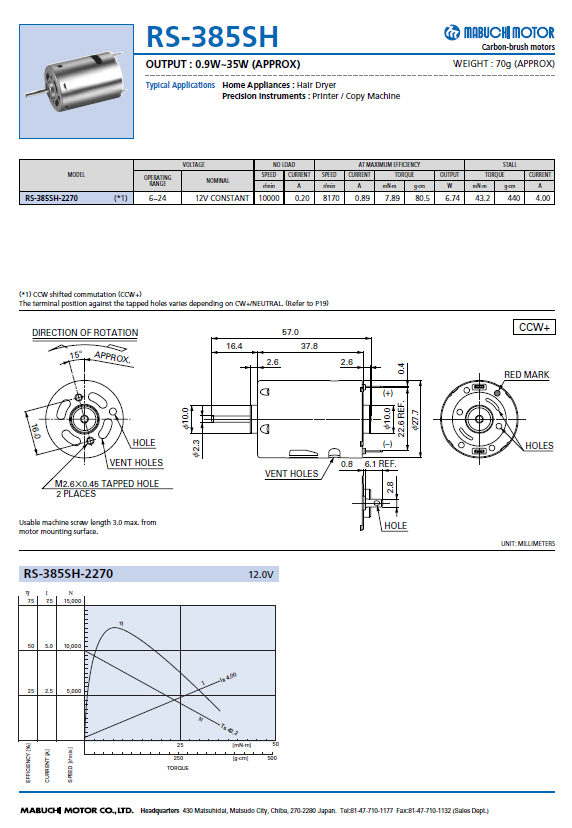 RS-385SH
MABUCHI MOTOR
Carbon-brush motors
OUTPUT : 0.9W~35W (APPROX)
WEIGHT : 70g (APPROX)
Typical Applications Home Appliances : Hair Dryer
Precision Instruments : Printer / Copy Machine
MODEL VOLTAGE NO LOAD AT MAXIMUM EFFICIENCY STALL
OPERATING RANGE NOMINAL SPEED CURRENT SPEED CURRENT TORQUE OUTPUT TORQUE CURRENT
r/min A r/min A mN·m g·cm W mN·m g·cm A
RS-385SH-2270 (*1) 6~24 12V CONSTANT 10000 0.20 8170 0.89 7.89 80.5 6.74 43.2 440 4.00
(*1) CCW shifted commutation (CCW+)
The terminal position against the tapped holes varies depending on CW+/NEUTRAL. (Refer to P19)
CCW+
DIRECTION OF ROTATION
15° APPROX.
16.0
HOLE
VENT HOLES
M2.6×0.45 TAPPED HOLE
2 PLACES
Usable machine screw length 3.0 max. from
motor mounting surface.
57.0
16.4 37.8
2.6 2.6
0.4
(+)
(–)
ϕ10.0
ϕ2.3
ϕ10.0
22.6 REF.
ϕ27.7
VENT HOLES
0.8 6.1 REF.
2.8
HOLE
RED MARK
HOLES
UNIT: MILLIMETERS
RS-385SH-2270 12.0V
η I N
75 7.5 15,000
50 5.0 10,000
25 2.5 5,000
η
I
Is 4.00
N
Ts 43.2
25 [mN·m] 50
250 [g·cm] 500
TORQUE
EFFICIENCY [%]
CURRENT [A]
SPEED [r/min]
MABUCHI MOTOR CO., LTD. Headquarters 430 Matsuhidai, Matsudo City, Chiba, 270-2280 Japan. Tel:81-47-710-1177 Fax:81-47-710-1132 (Sales Dept.)